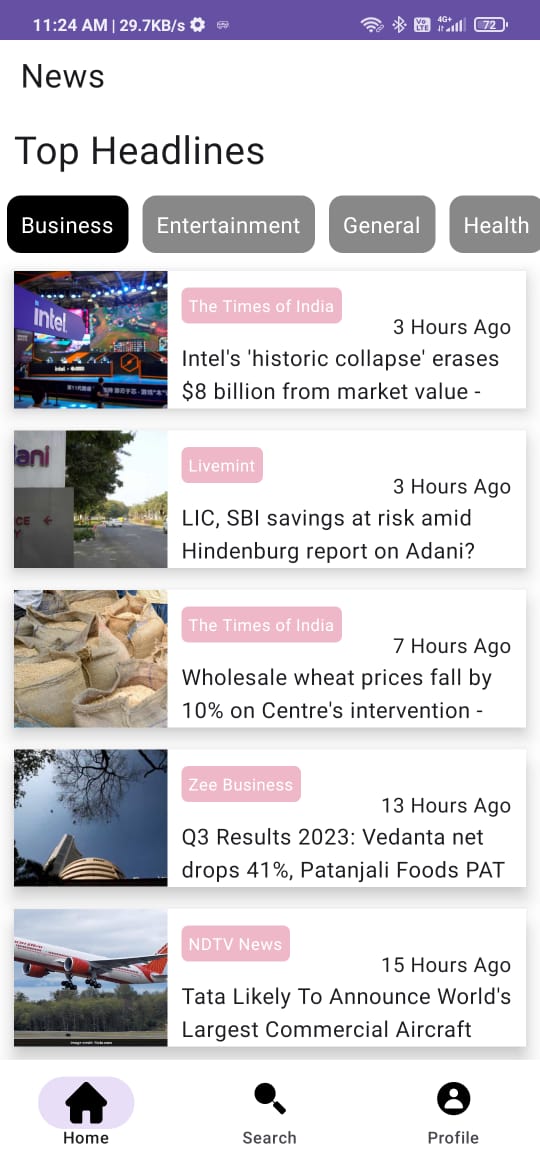 11:24 AM | 29.7KB/s
4G+
Vo
LTE
72
News
Top Headlines
Business
Entertainment
General
Health
intel
The Times of India
3 Hours Ago
Intel's 'historic collapse' erases
$8 billion from market value -
ani
CE
Y
Livemint
3 Hours Ago
LIC, SBI savings at risk amid
Hindenburg report on Adani?
The Times of India
7 Hours Ago
Wholesale wheat prices fall by
10% on Centre's intervention -
Zee Business
13 Hours Ago
Q3 Results 2023: Vedanta net
drops 41%, Patanjali Foods PAT
NDTV News
15 Hours Ago
Tata Likely To Announce World's
Largest Commercial Aircraft
Home
Search
Profile